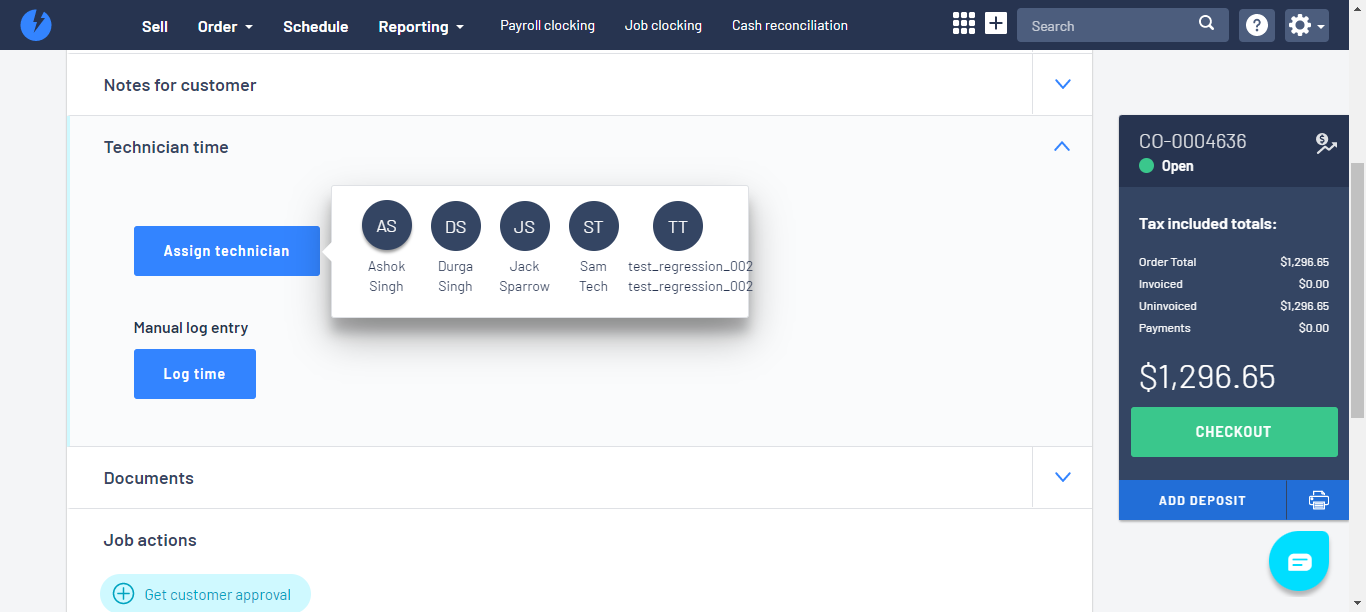 Sell Order Schedule Reporting Payroll clocking Job clocking Cash reconciliation Search
Notes for customer
Technician time
Assign technician
AS DS JS ST TT
Ashok Durga Jack Sam test_regression_002
Singh Singh Sparrow Tech test_regression_002
Manual log entry
Log time
Documents
Job actions
Get customer approval
CO-0004636
Open
Tax included totals:
Order Total $1,296.65
Invoiced $0.00
Uninvoiced $1,296.65
Payments $0.00
$1,296.65
CHECKOUT
ADD DEPOSIT